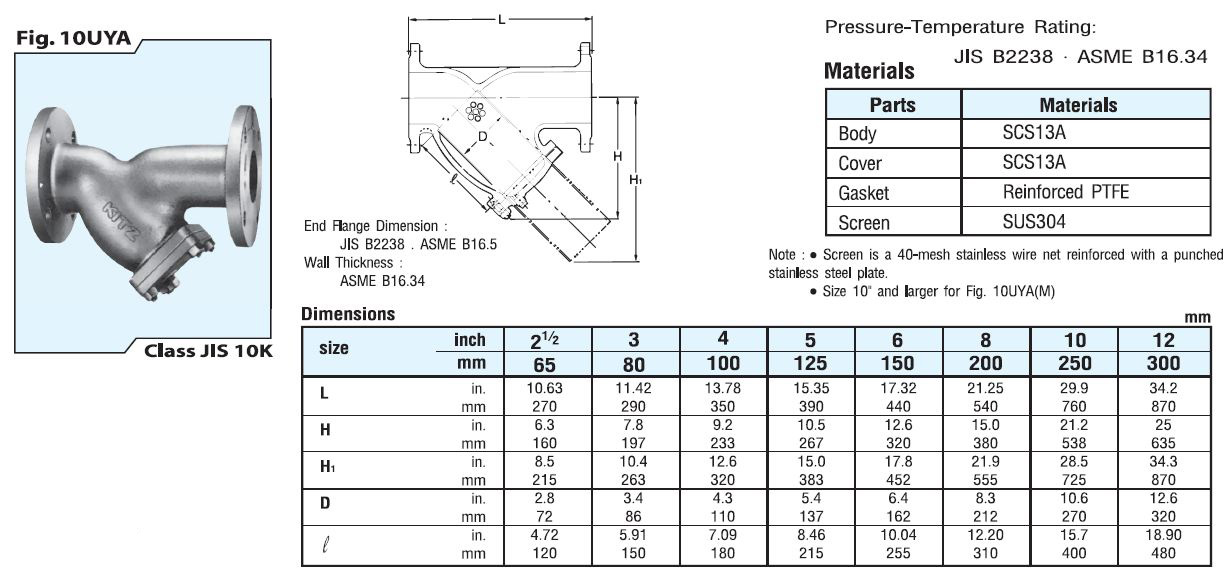 Fig. 10UYA
KITZ
Class JIS 10K
L
D
H
H₁
ℓ
End Flange Dimension :
JIS B2238 . ASME B16.5
Wall Thickness :
ASME B16.34
Pressure-Temperature Rating:
JIS B2238 · ASME B16.34
Materials
Parts Materials
Body SCS13A
Cover SCS13A
Gasket Reinforced PTFE
Screen SUS304
Note : • Screen is a 40-mesh stainless wire net reinforced with a punched
stainless steel plate.
• Size 10" and larger for Fig. 10UYA(M)
Dimensions mm
size inch 2 1/2 3 4 5 6 8 10 12
mm 65 80 100 125 150 200 250 300
L in. 10.63 11.42 13.78 15.35 17.32 21.25 29.9 34.2
mm 270 290 350 390 440 540 760 870
H in. 6.3 7.8 9.2 10.5 12.6 15.0 21.2 25
mm 160 197 233 267 320 380 538 635
H₁ in. 8.5 10.4 12.6 15.0 17.8 21.9 28.5 34.3
mm 215 263 320 383 452 555 725 870
D in. 2.8 3.4 4.3 5.4 6.4 8.3 10.6 12.6
mm 72 86 110 137 162 212 270 320
ℓ in. 4.72 5.91 7.09 8.46 10.04 12.20 15.7 18.90
mm 120 150 180 215 255 310 400 480